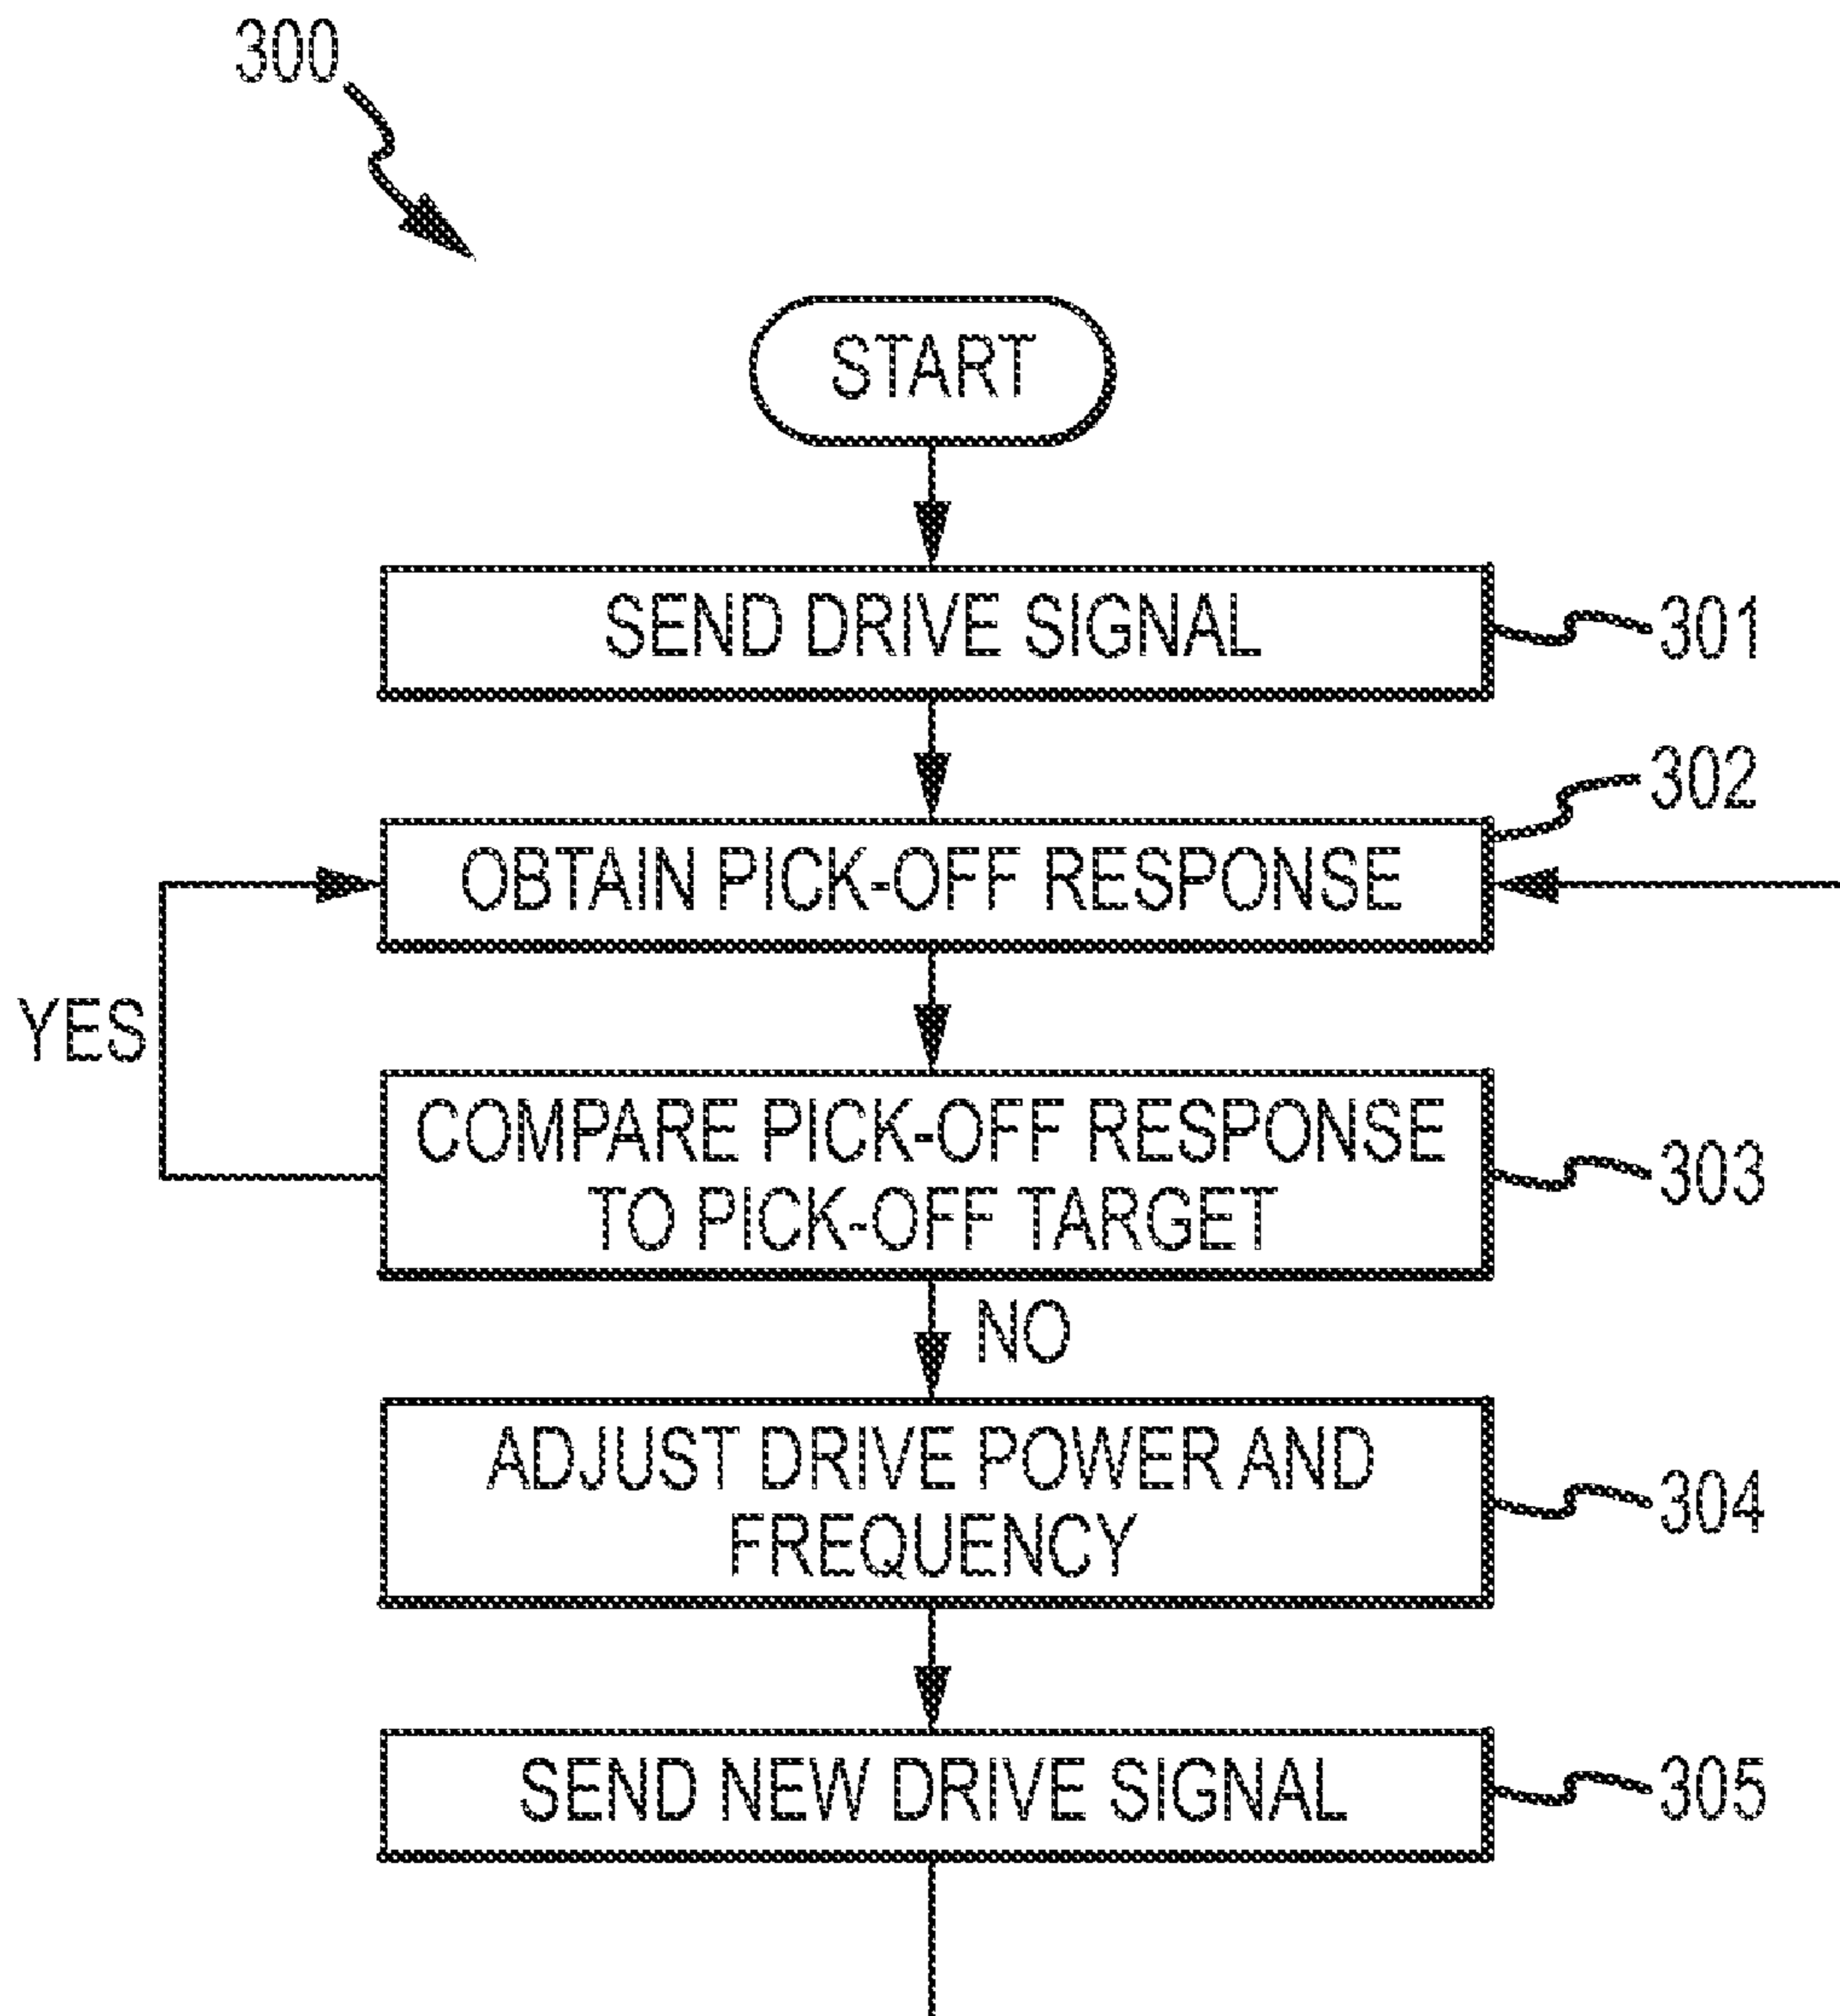 300
START
SEND DRIVE SIGNAL
301
302
OBTAIN PICK-OFF RESPONSE
YES
COMPARE PICK-OFF RESPONSE
TO PICK-OFF TARGET
303
NO
ADJUST DRIVE POWER AND
FREQUENCY
304
SEND NEW DRIVE SIGNAL
305